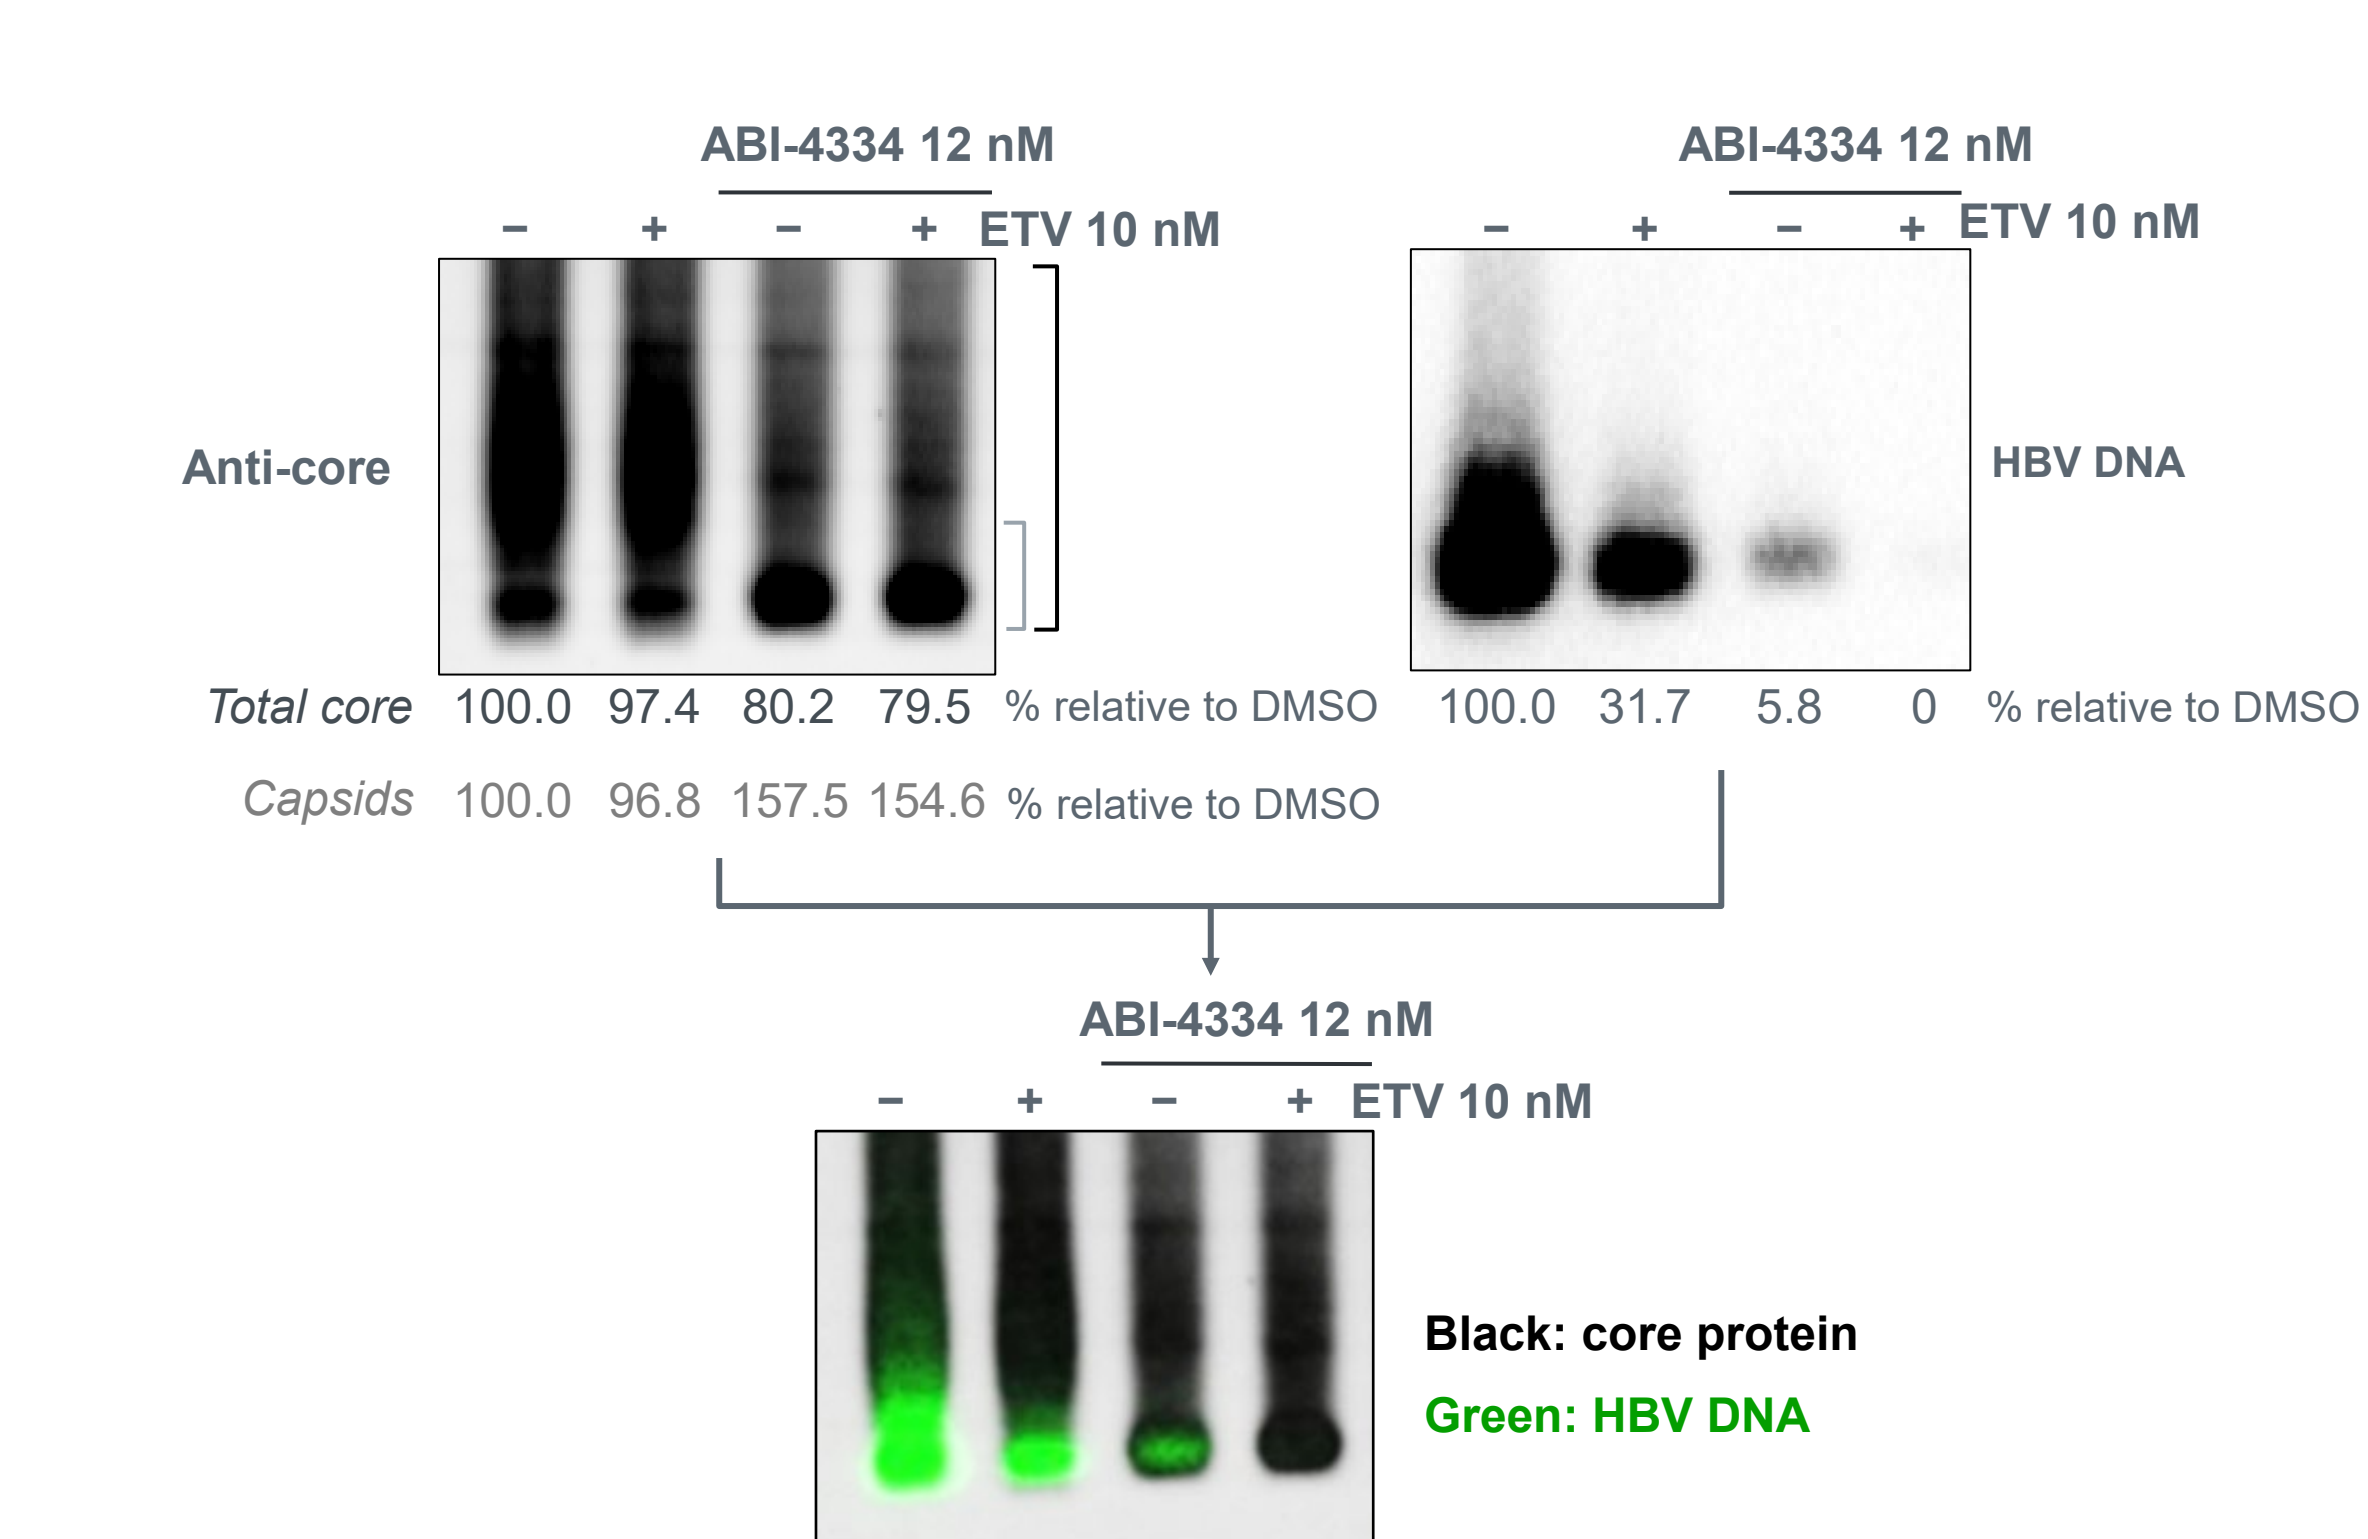 ABI-4334 12 nM
− + − + ETV 10 nM
Anti-core
Total core 100.0 97.4 80.2 79.5 % relative to DMSO
Capsids 100.0 96.8 157.5 154.6 % relative to DMSO
ABI-4334 12 nM
− + − + ETV 10 nM
HBV DNA
100.0 31.7 5.8 0 % relative to DMSO
ABI-4334 12 nM
− + − + ETV 10 nM
Black: core protein
Green: HBV DNA